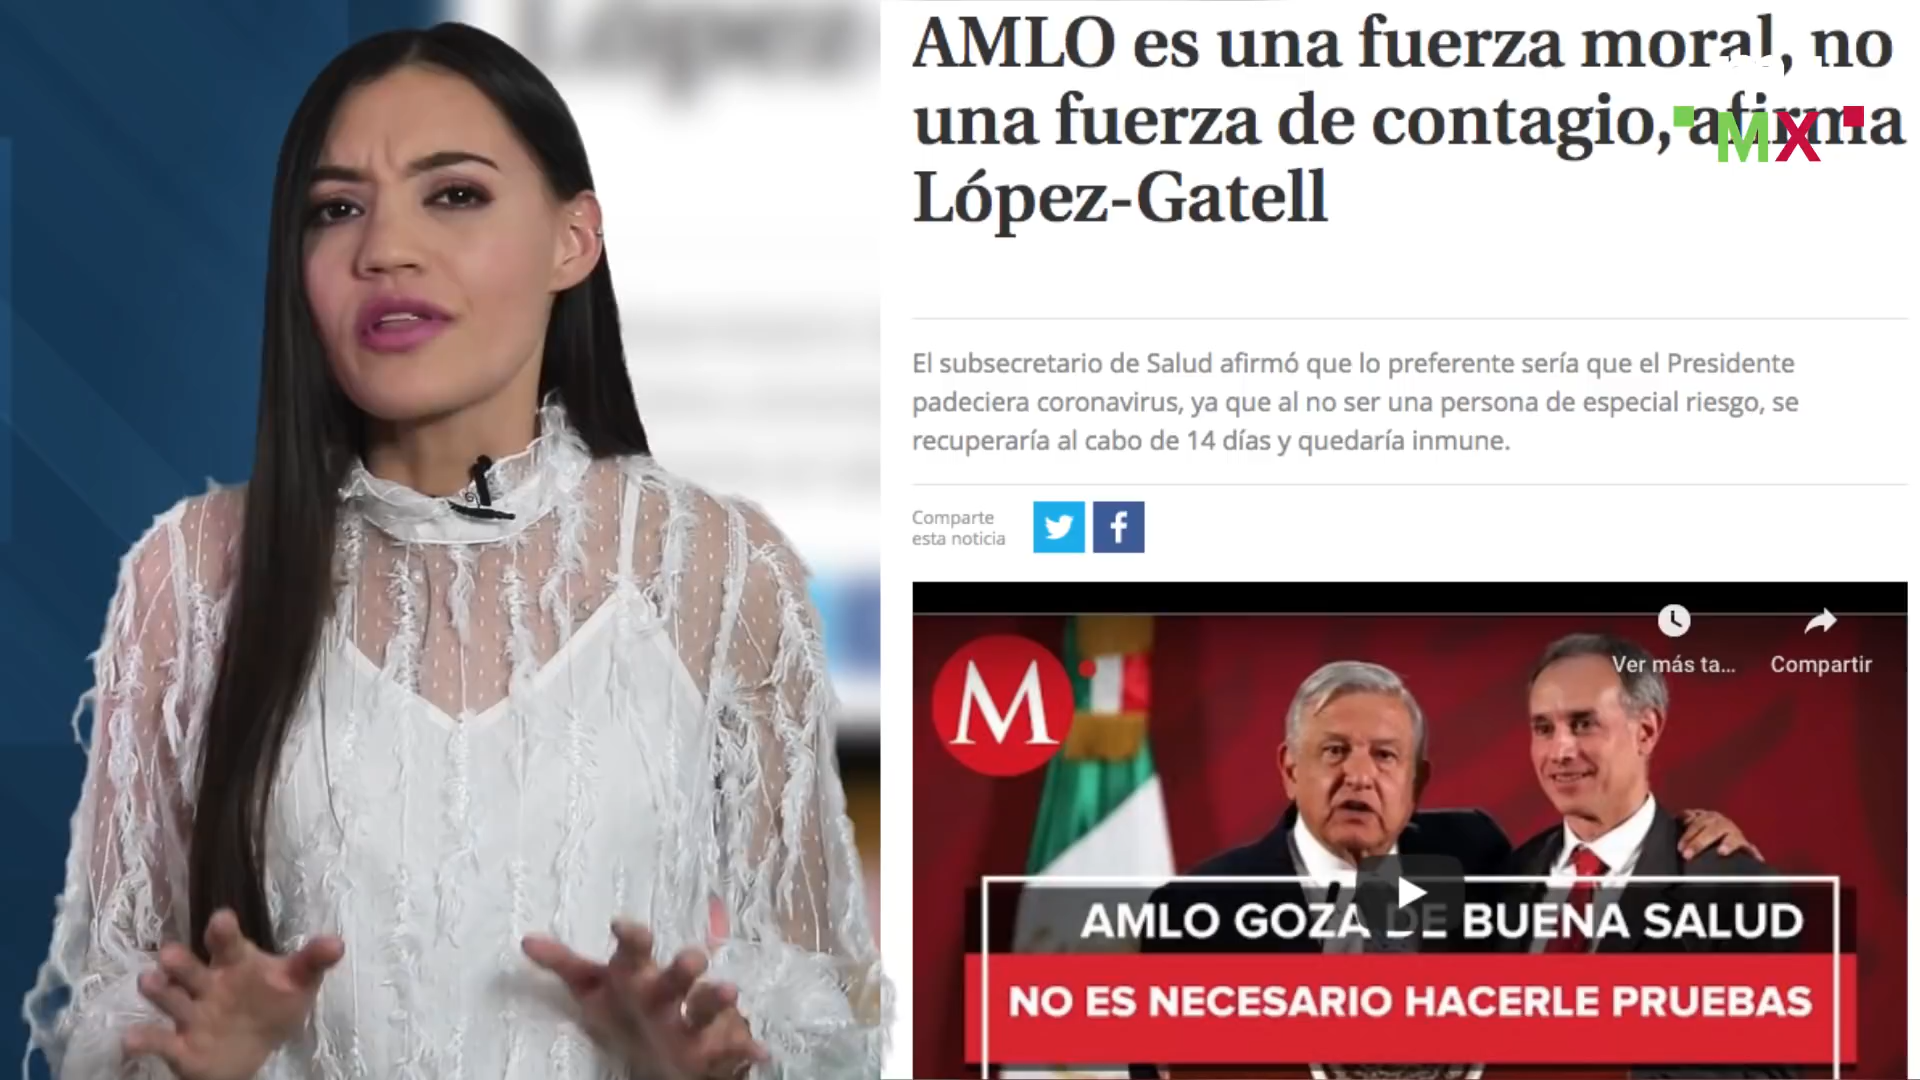 AMLO es una fuerza moral, no
una fuerza de contagio, afirma
López-Gatell
MX
El subsecretario de Salud afirmó que lo preferente sería que el Presidente
padeciera coronavirus, ya que al no ser una persona de especial riesgo, se
recuperaría al cabo de 14 días y quedaría inmune.
Comparte
esta noticia
Ver más ta...
Compartir
M
AMLO GOZA DE BUENA SALUD
NO ES NECESARIO HACERLE PRUEBAS